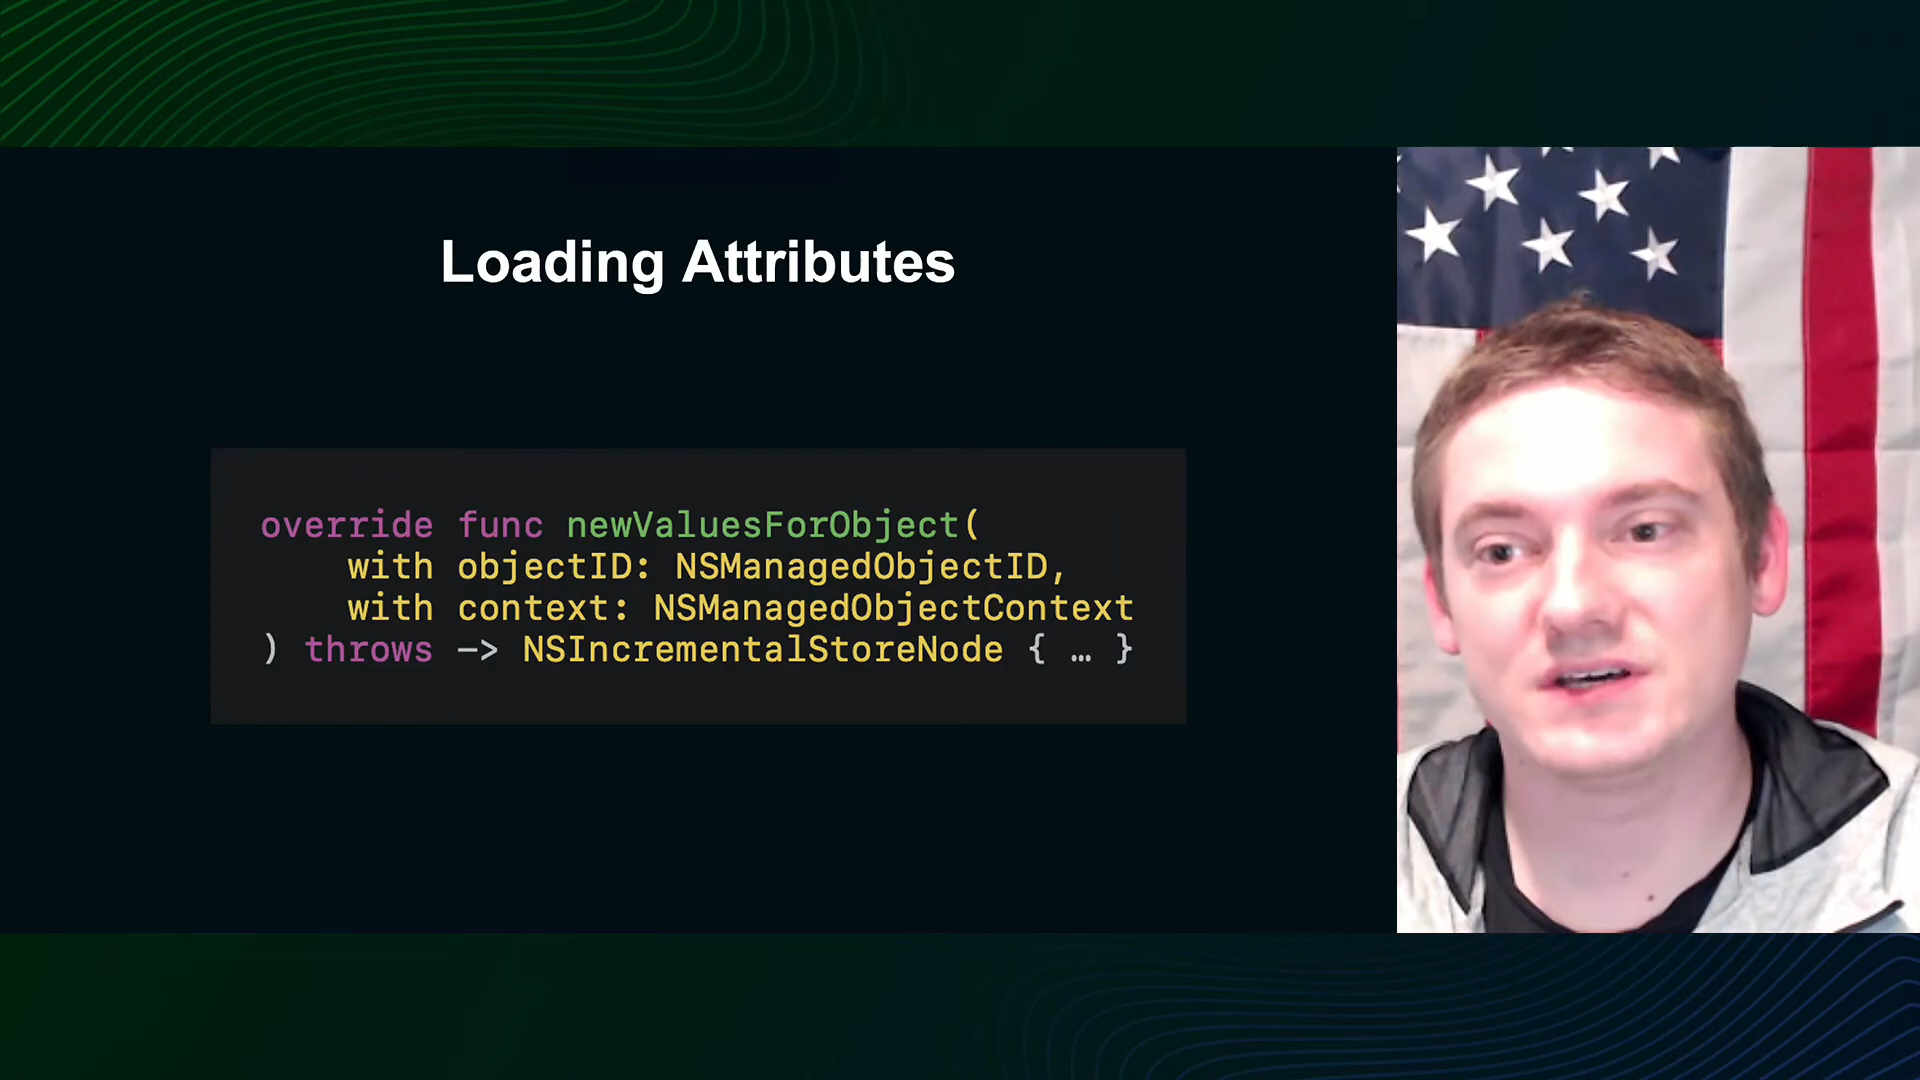 Loading Attributes
override func newValuesForObject(
with objectID: NSManagedObjectID,
with context: NSManagedObjectContext
) throws -> NSIncrementalStoreNode { … }